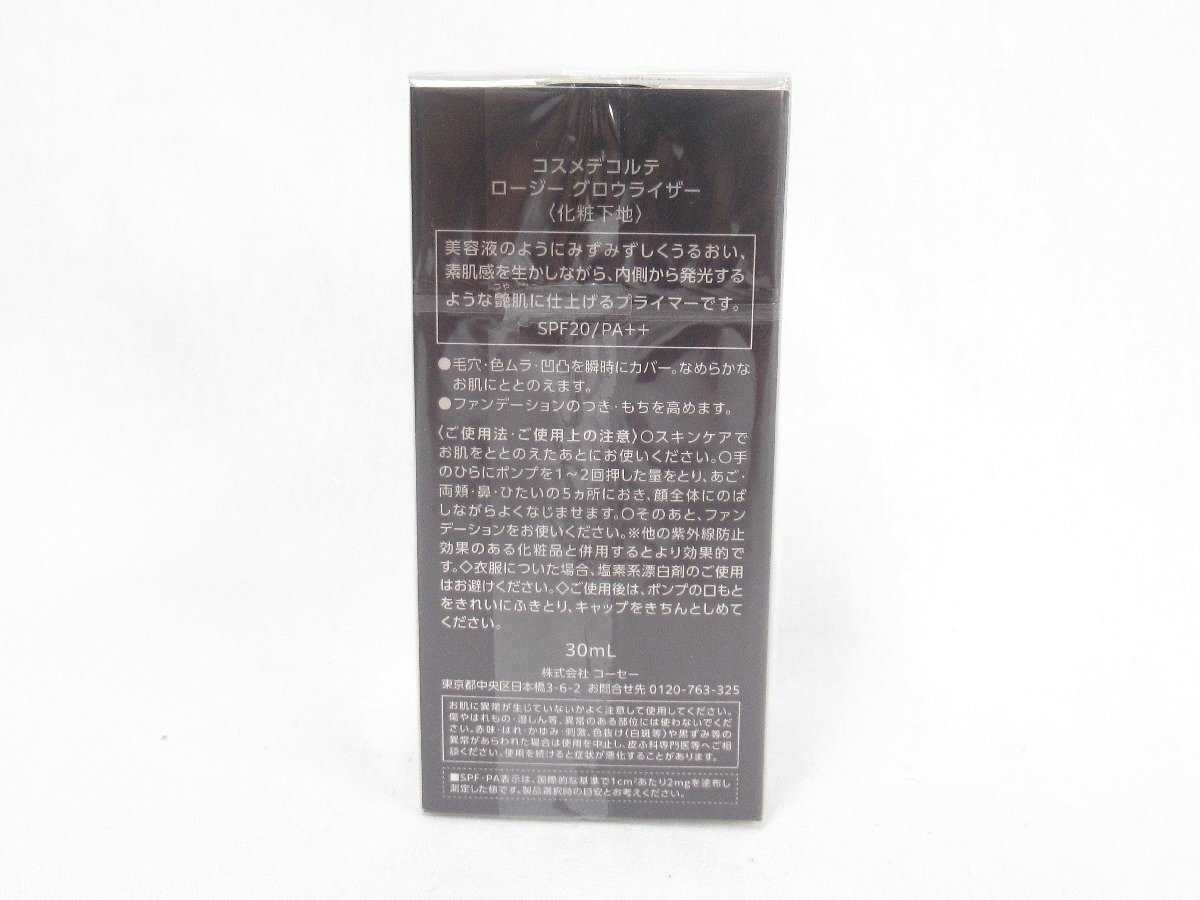 コスメデコルテ
ロージー グロウライザー
〈化粧下地〉
美容液のようにみずみずしくうるおい、
素肌感を生かしながら、内側から発光する
つや
ような艶肌に仕上げるプライマーです。
SPF20/PA++
●毛穴・色ムラ・凹凸を瞬時にカバー。なめらかな
お肌にととのえます。
●ファンデーションのつき・もちを高めます。
〈ご使用法・ご使用上の注意〉○スキンケアで
お肌をととのえたあとにお使いください。○手
のひらにポンプを1～2回押した量をとり、あご・
両頬・鼻・ひたいの5ヵ所におき、顔全体にのば
しながらよくなじませます。○そのあと、ファン
デーションをお使いください。※他の紫外線防止
効果のある化粧品と併用するとより効果的で
す。◇衣服についた場合、塩素系漂白剤のご使用
はお避けください。◇ご使用後は、ポンプの口もと
をきれいにふきとり、キャップをきちんとしめて
ください。
30mL
株式会社 コーセー
東京都中央区日本橋3-6-2 お問合せ先 0120-763-325
お肌に異常が生じていないかよく注意して使用してください。
傷やはれもの・湿しん等、異常のある部位には使わないでくだ
さい。赤味・はれ・かゆみ・刺激、色抜け(白斑等)や黒ずみ等の
異常があらわれた場合は使用を中止し、皮ふ科専門医等へご相
談ください。使用を続けると症状が悪化することがあります。
■SPF・PA表示は、国際的な基準で1cm²あたり2mgを塗布し
測定した値です。製品選択時の目安とお考えください。